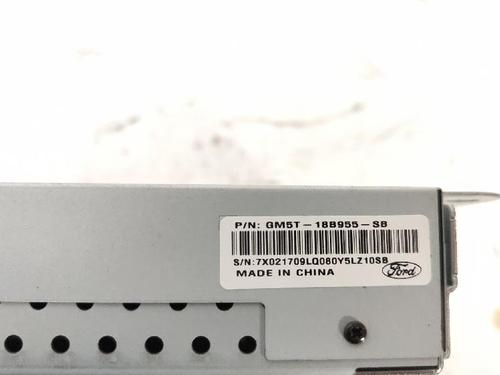 P/N: GM5T-18B955-SB
S/N:7X021709LQ080Y5LZ10SB
MADE IN CHINA
Ford